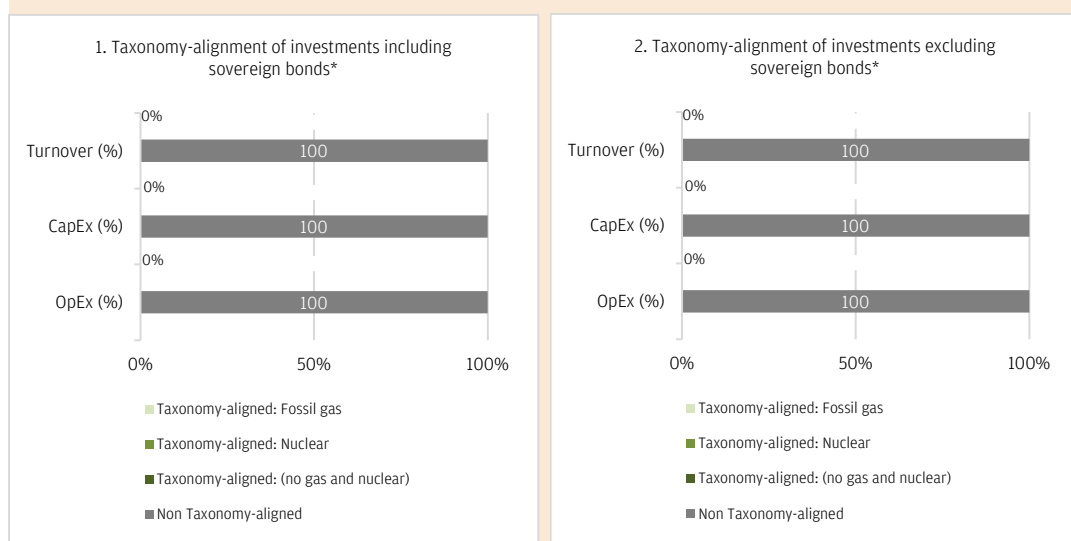 1. Taxonomy-alignment of investments including
sovereign bonds*
0%
Turnover (%)
100
0%
CapEx (%)
100
0%
OpEx (%)
100
0%
50%
100%
Taxonomy-aligned: Fossil gas
Taxonomy-aligned: Nuclear
Taxonomy-aligned: (no gas and nuclear)
Non Taxonomy-aligned
2. Taxonomy-alignment of investments excluding
sovereign bonds*
0%
Turnover (%)
100
0%
CapEx (%)
100
0%
OpEx (%)
100
0%
50%
100%
Taxonomy-aligned: Fossil gas
Taxonomy-aligned: Nuclear
Taxonomy-aligned: (no gas and nuclear)
Non Taxonomy-aligned